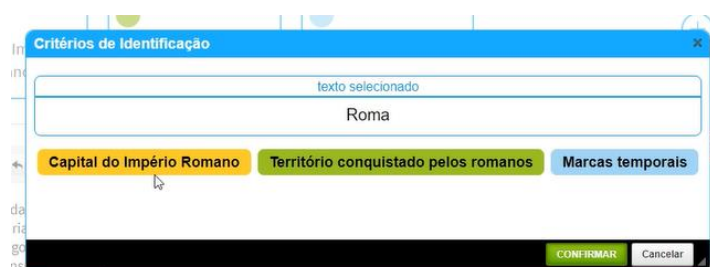 Critérios de Identificação
texto selecionado
Roma
Capital do Império Romano Território conquistado pelos romanos Marcas temporais
CONFIRMAR Cancelar